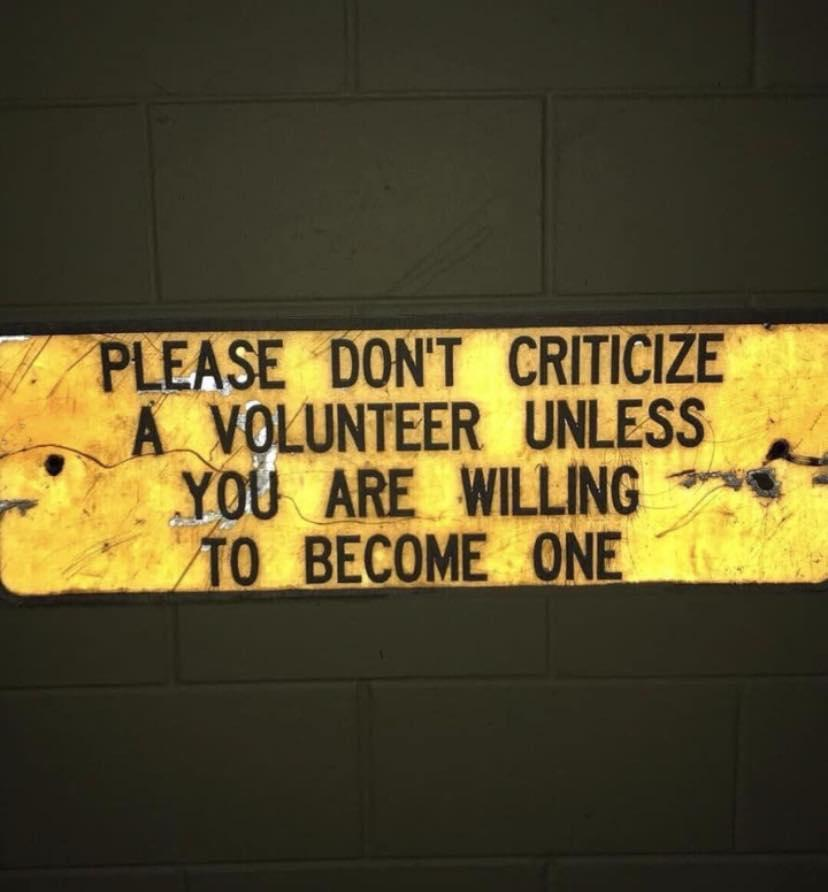 PLEASE DON'T CRITICIZE
A VOLUNTEER UNLESS
YOU ARE WILLING
TO BECOME ONE